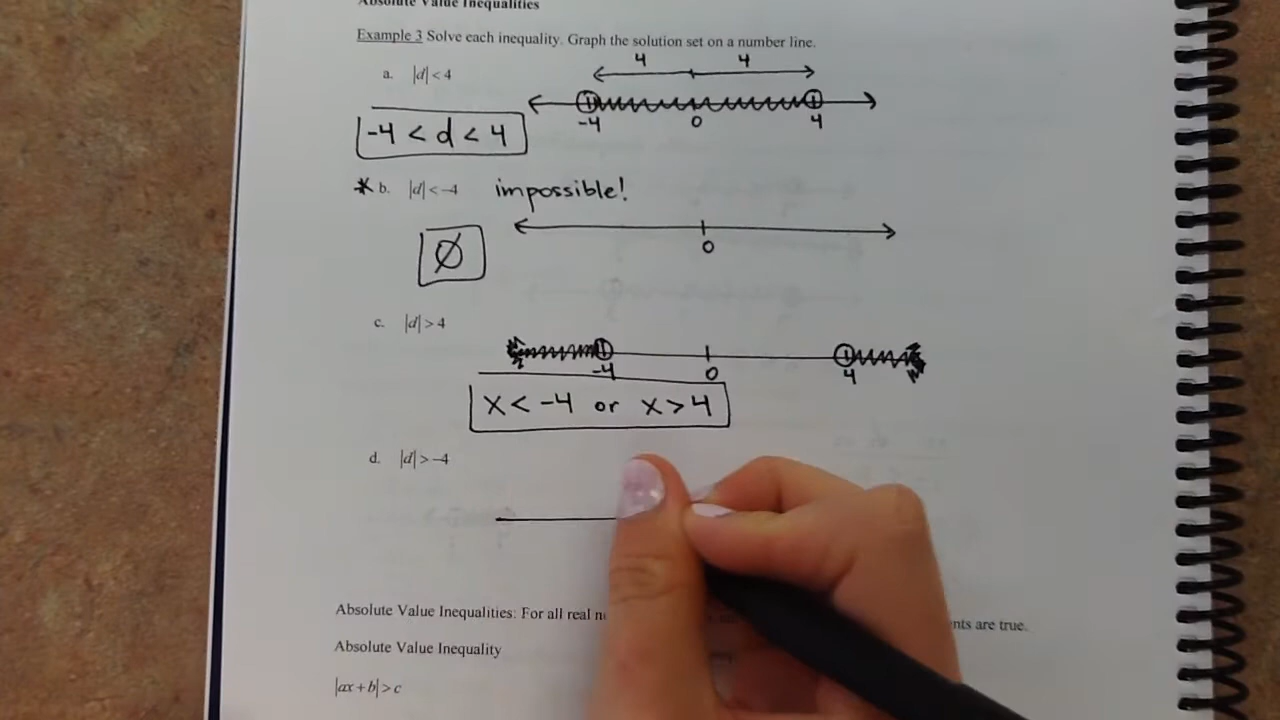 Absolute Value Inequalities
Example 3 Solve each inequality. Graph the solution set on a number line.
4 4
a. |d| < 4
-4 0 4
-4 < d < 4
* b. |d| < -4 impossible!
0
Ø
c. |d| > 4
-4 0 4
x < -4 or x > 4
d. |d| > -4
Absolute Value Inequalities: For all real are true.
Absolute Value Inequality
|ax + b| > c